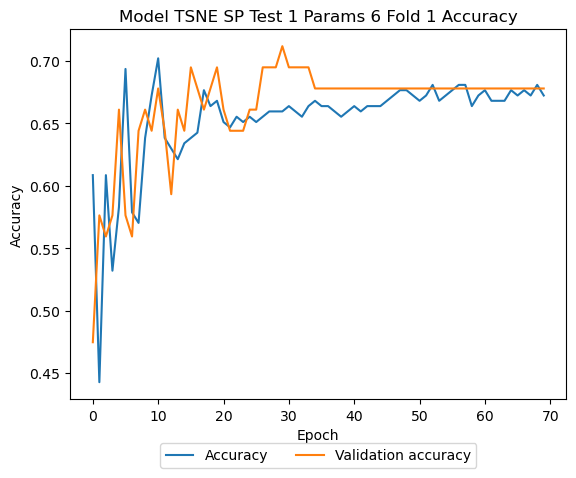 Model TSNE SP Test 1 Params 6 Fold 1 Accuracy
0.70
0.65
0.60
0.55
0.50
0.45
Accuracy
0 10 20 30 40 50 60 70
Epoch
Accuracy Validation accuracy